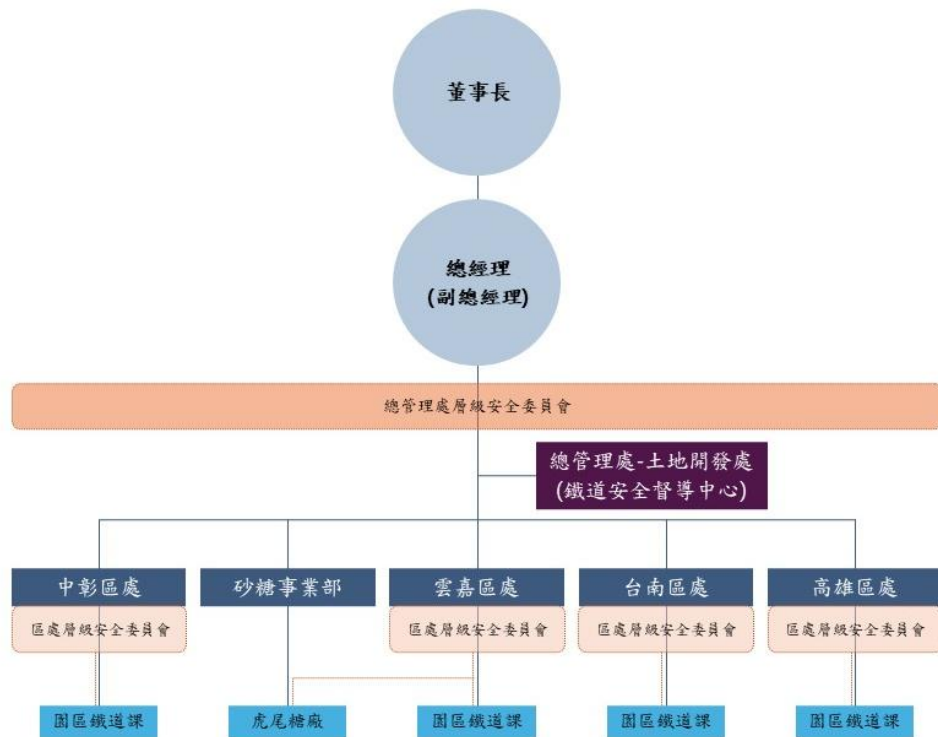 董事長
總經理
(副總經理)
總管理處層級安全委員會
總管理處-土地開發處
(鐵道安全督導中心)
中彰區處
砂糖事業部
雲嘉區處
台南區處
高雄區處
區處層級安全委員會
區處層級安全委員會
區處層級安全委員會
區處層級安全委員會
園區鐵道課
虎尾糖廠
園區鐵道課
園區鐵道課
園區鐵道課